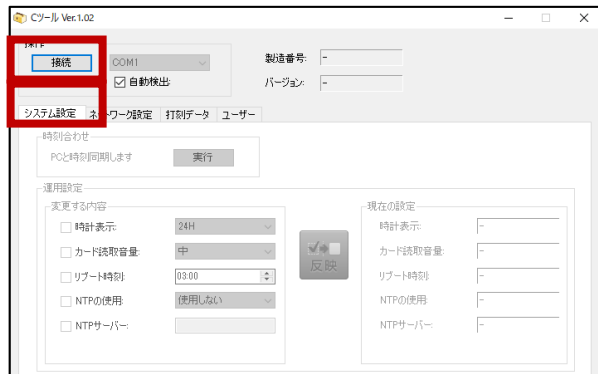 Cツール Ver.1.02
操作
接続 COM1 製造番号: -
自動検出 バージョン: -
システム設定 ネットワーク設定 打刻データ ユーザー
時刻合わせ
PCと時刻同期します 実行
運用設定
変更する内容 現在の設定
時計表示: 24H 時計表示: -
カード読取音量: 中 カード読取音量: -
リブート時刻: 03:00 リブート時刻: -
NTPの使用: 使用しない NTPの使用: -
NTPサーバー: NTPサーバー: -
反映